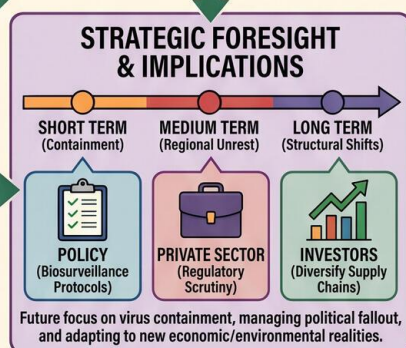 STRATEGIC FORESIGHT
& IMPLICATIONS
SHORT TERM
(Containment)
MEDIUM TERM
(Regional Unrest)
LONG TERM
(Structural Shifts)
POLICY
(Biosurveillance
Protocols)
PRIVATE SECTOR
(Regulatory
Scrutiny)
INVESTORS
(Diversify Supply
Chains)
Future focus on virus containment, managing political fallout,
and adapting to new economic/environmental realities.